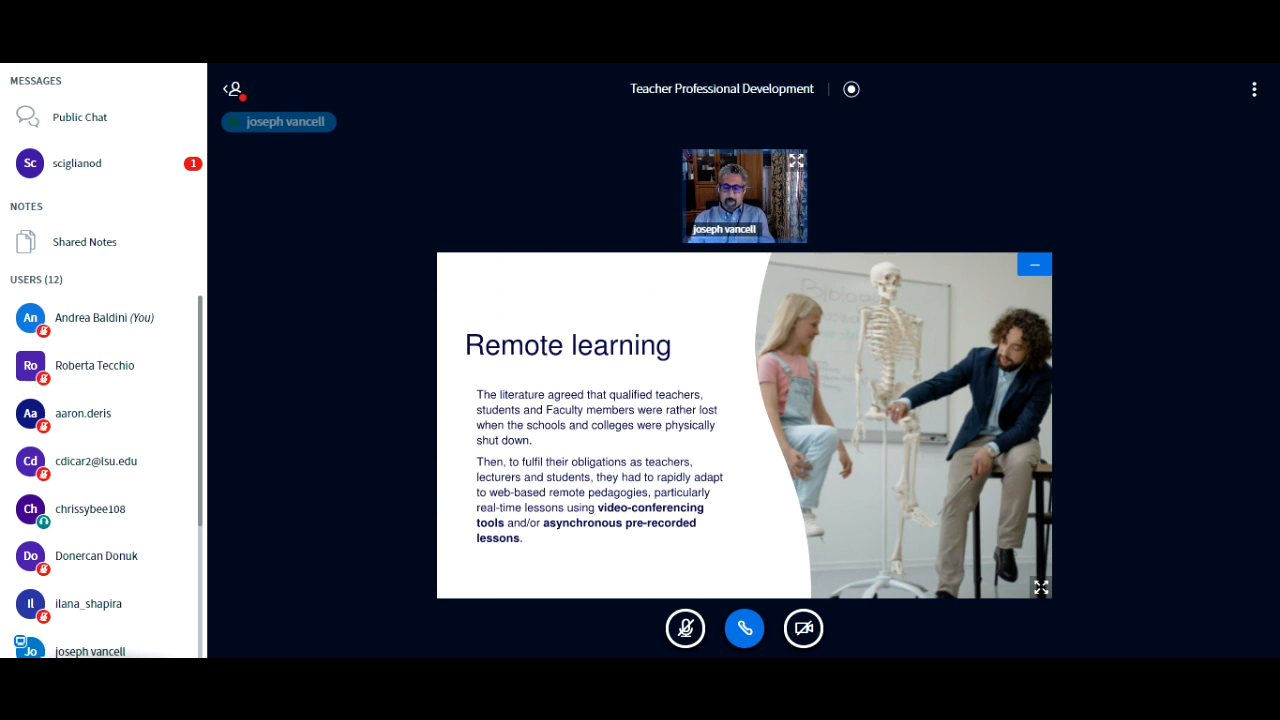 MESSAGES
Public Chat
Sc
sciglianod
1
NOTES
Shared Notes
USERS (12)
An
Andrea Baldini (You)
Ro
Roberta Tecchio
Aa
aaron.deris
Cd
cdicar2@lsu.edu
Ch
chrissybee108
Do
Donercan Donuk
Il
ilana_shapira
Jo
joseph vancell
Teacher Professional Development
joseph vancell
joseph vancell
Remote learning
The literature agreed that qualified teachers,
students and Faculty members were rather lost
when the schools and colleges were physically
shut down.
Then, to fulfil their obligations as teachers,
lecturers and students, they had to rapidly adapt
to web-based remote pedagogies, particularly
real-time lessons using video-conferencing
tools and/or asynchronous pre-recorded
lessons.